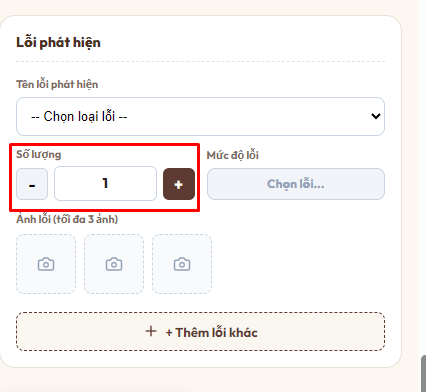 Lỗi phát hiện
Tên lỗi phát hiện
-- Chọn loại lỗi --
Số lượng
Mức độ lỗi
- 1 +
Chọn lỗi...
Ảnh lỗi (tối đa 3 ảnh)
+ + Thêm lỗi khác